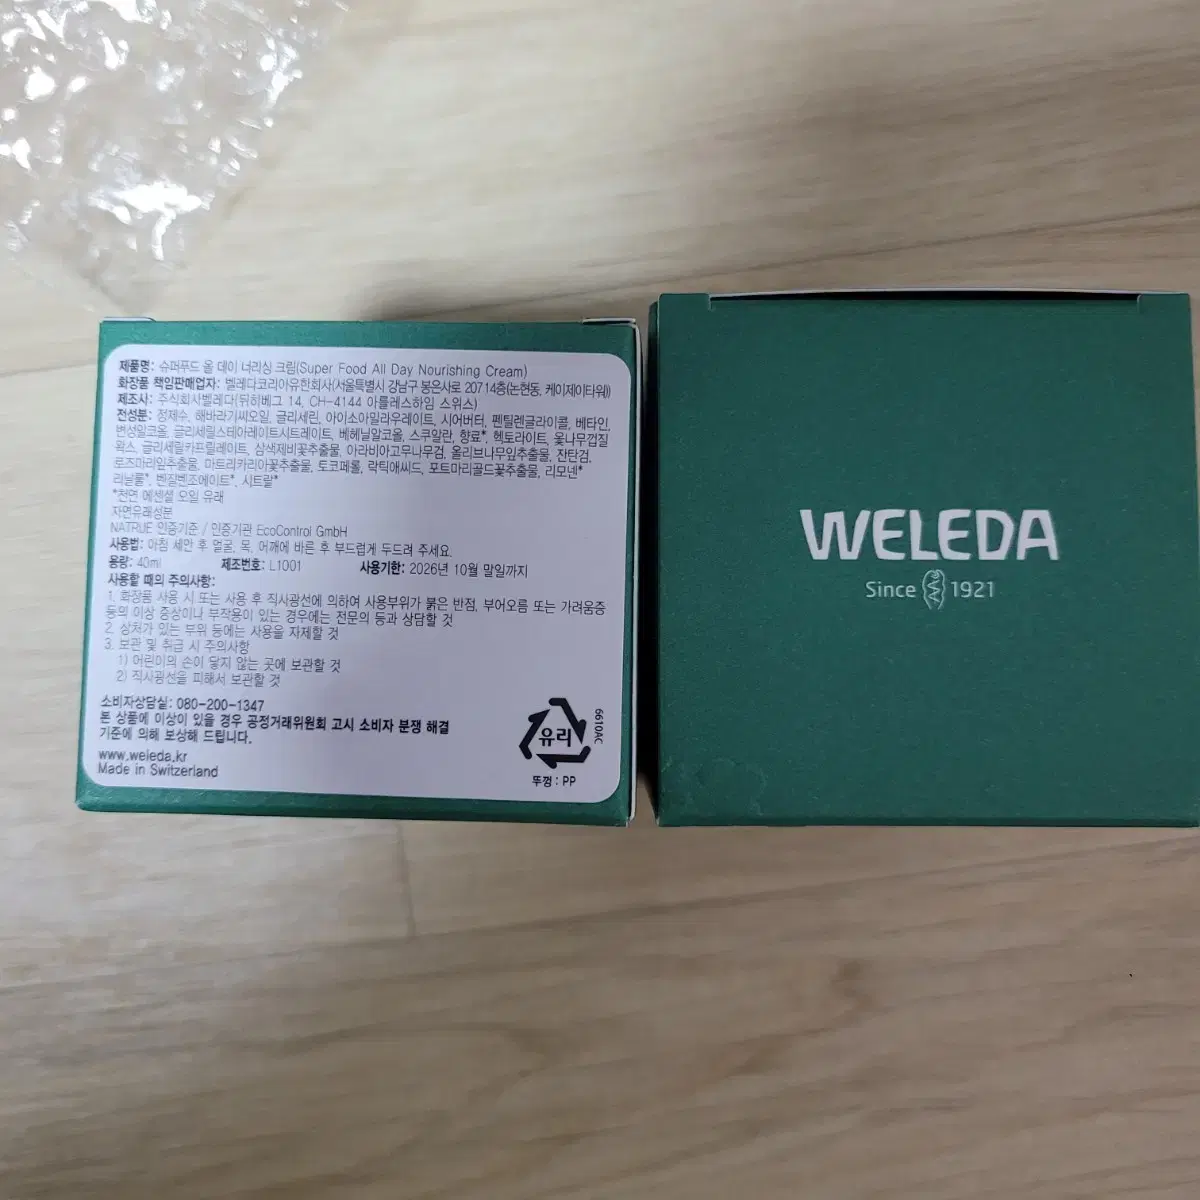 제품명: 슈퍼푸드 올 데이 너리싱 크림(Super Food All Day Nourishing Cream)
화장품 책임판매업자: 벨레다코리아유한회사(서울특별시 강남구 봉은사로 207 14층(논현동, 케이제이타워))
제조사: 주식회사벨레다(뒤히베그 14, CH-4144 아를레스하임 스위스)
전성분: 정제수, 해바라기씨오일, 글리세린, 아이소아밀라우레이트, 시어버터, 펜틸렌글라이콜, 베타인,
변성알코올, 글리세릴스테아레이트시트레이트, 베헤닐알코올, 스쿠알란, 향료*, 헥토라이트, 옻나무껍질
왁스, 글리세릴카프릴레이트, 삼색제비꽃추출물, 아라비아고무나무검, 올리브나무잎추출물, 잔탄검,
로즈마리잎추출물, 마트리카리아꽃추출물, 토코페롤, 락틱애씨드, 포트마리골드꽃추출물, 리모넨*
리날룰*, 벤질벤조에이트*, 시트랄*
*천연 에센셜 오일 유래
자연유래성분
NATRUE 인증기준 / 인증기관 EcoControl GmbH
사용법: 아침 세안 후 얼굴, 목, 어깨에 바른 후 부드럽게 두드려 주세요.
용량: 40ml 제조번호: L1001 사용기한: 2026년 10월 말일까지
사용할 때의 주의사항:
1. 화장품 사용 시 또는 사용 후 직사광선에 의하여 사용부위가 붉은 반점, 부어오름 또는 가려움증
등의 이상 증상이나 부작용이 있는 경우에는 전문의 등과 상담할 것
2. 상처가 있는 부위 등에는 사용을 자제할 것
3. 보관 및 취급 시 주의사항
1) 어린이의 손이 닿지 않는 곳에 보관할 것
2) 직사광선을 피해서 보관할 것
소비자상담실: 080-200-1347
본 상품에 이상이 있을 경우 공정거래위원회 고시 소비자 분쟁 해결
기준에 의해 보상해 드립니다.
www.weleda.kr
Made in Switzerland
유리
뚜껑 : PP
6610AC
WELEDA
Since 1921